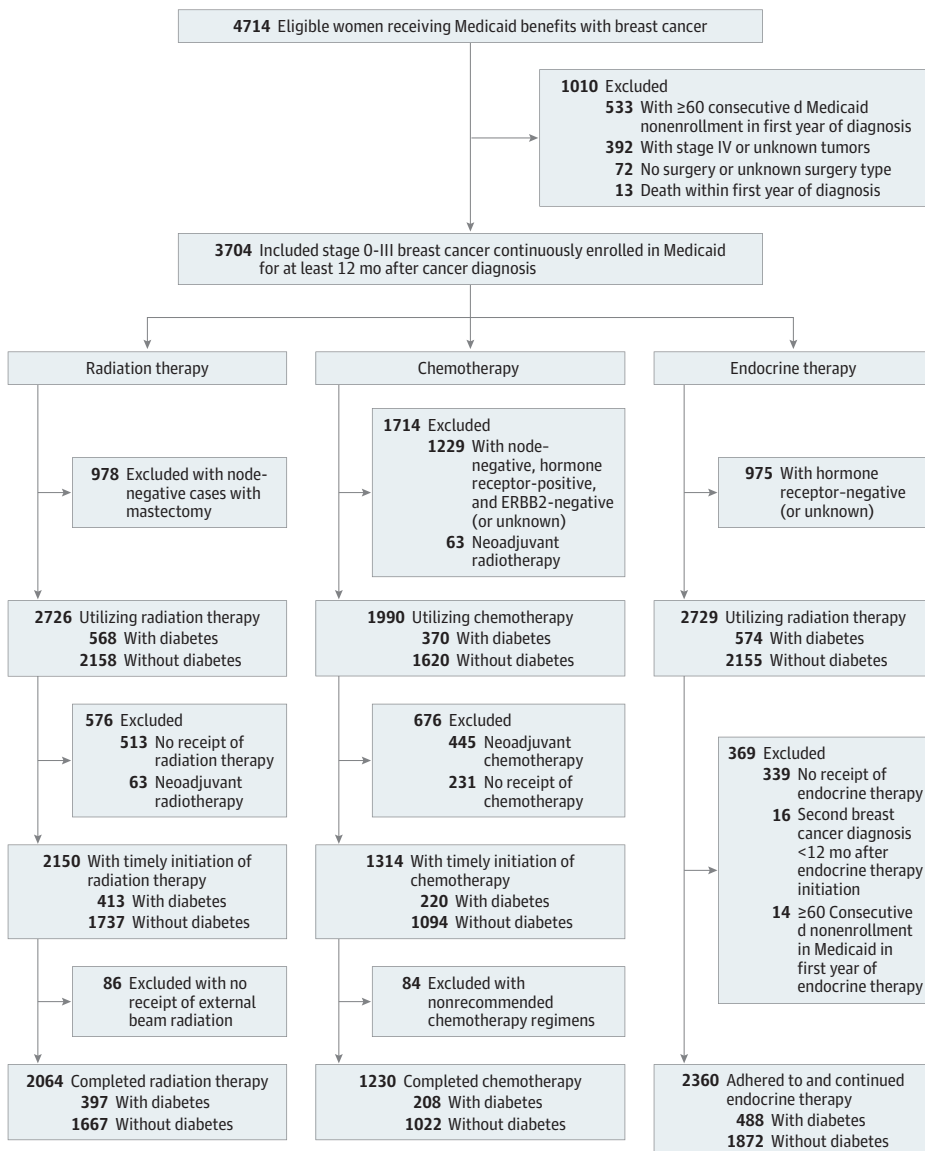 4714 Eligible women receiving Medicaid benefits with breast cancer
1010 Excluded
533 With ≥60 consecutive d Medicaid
nonenrollment in first year of diagnosis
392 With stage IV or unknown tumors
72 No surgery or unknown surgery type
13 Death within first year of diagnosis
3704 Included stage 0-III breast cancer continuously enrolled in Medicaid
for at least 12 mo after cancer diagnosis
Radiation therapy
978 Excluded with node-
negative cases with
mastectomy
2726 Utilizing radiation therapy
568 With diabetes
2158 Without diabetes
576 Excluded
513 No receipt of
radiation therapy
63 Neoadjuvant
radiotherapy
2150 With timely initiation of
radiation therapy
413 With diabetes
1737 Without diabetes
86 Excluded with no
receipt of external
beam radiation
2064 Completed radiation therapy
397 With diabetes
1667 Without diabetes
Chemotherapy
1714 Excluded
1229 With node-
negative, hormone
receptor-positive,
and ERBB2-negative
(or unknown)
63 Neoadjuvant
radiotherapy
1990 Utilizing chemotherapy
370 With diabetes
1620 Without diabetes
676 Excluded
445 Neoadjuvant
chemotherapy
231 No receipt of
chemotherapy
1314 With timely initiation of
chemotherapy
220 With diabetes
1094 Without diabetes
84 Excluded with
nonrecommended
chemotherapy regimens
1230 Completed chemotherapy
208 With diabetes
1022 Without diabetes
Endocrine therapy
975 With hormone
receptor-negative
(or unknown)
2729 Utilizing radiation therapy
574 With diabetes
2155 Without diabetes
369 Excluded
339 No receipt of
endocrine therapy
16 Second breast
cancer diagnosis
<12 mo after
endocrine therapy
initiation
14 ≥60 Consecutive
d nonenrollment
in Medicaid in
first year of
endocrine therapy
2360 Adhered to and continued
endocrine therapy
488 With diabetes
1872 Without diabetes